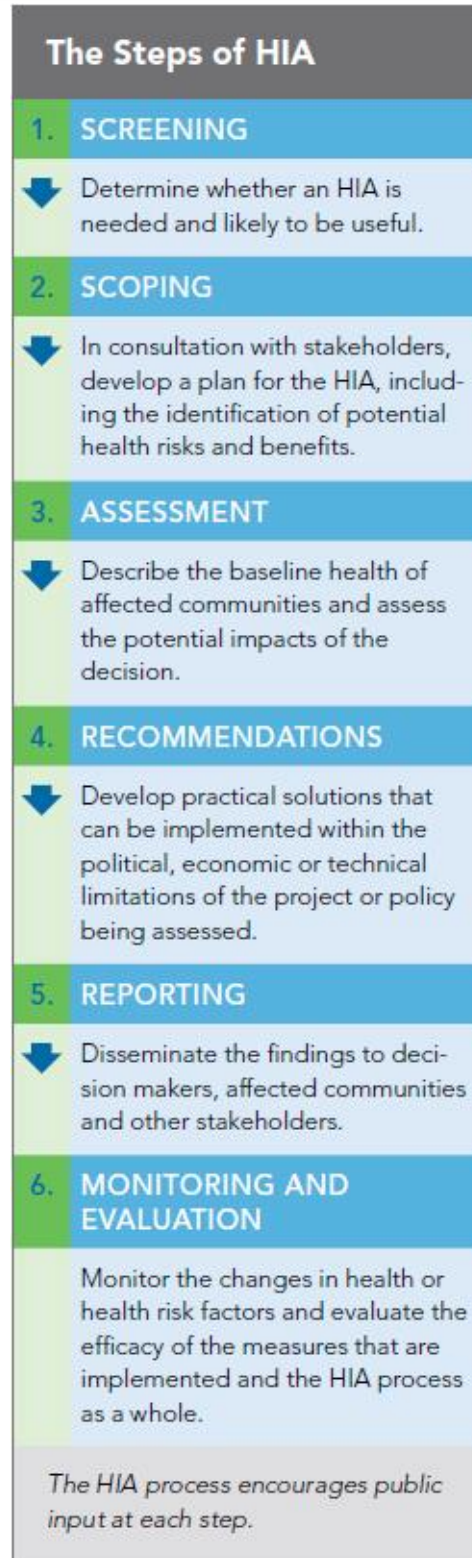 The Steps of HIA
1. SCREENING
Determine whether an HIA is
needed and likely to be useful.
2. SCOPING
In consultation with stakeholders,
develop a plan for the HIA, includ-
ing the identification of potential
health risks and benefits.
3. ASSESSMENT
Describe the baseline health of
affected communities and assess
the potential impacts of the
decision.
4. RECOMMENDATIONS
Develop practical solutions that
can be implemented within the
political, economic or technical
limitations of the project or policy
being assessed.
5. REPORTING
Disseminate the findings to deci-
sion makers, affected communities
and other stakeholders.
6. MONITORING AND
EVALUATION
Monitor the changes in health or
health risk factors and evaluate the
efficacy of the measures that are
implemented and the HIA process
as a whole.
The HIA process encourages public
input at each step.